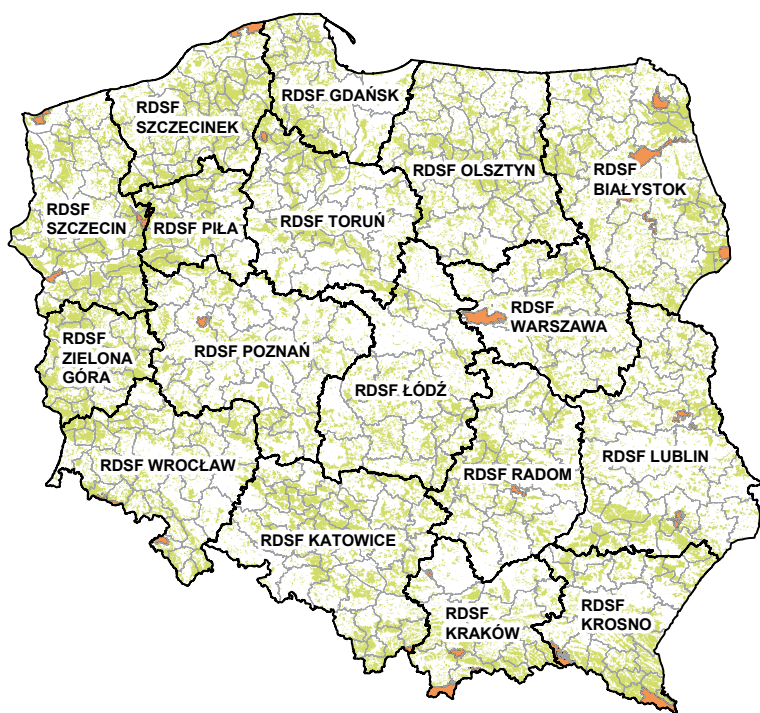 RDSF GDAŃSK
RDSF
SZCZECINEK
RDSF OLSZTYN
RDSF
BIAŁYSTOK
RDSF
SZCZECIN
RDSF PIŁA
RDSF TORUŃ
RDSF
WARSZAWA
RDSF
ZIELONA
GÓRA
RDSF POZNAŃ
RDSF ŁÓDŹ
RDSF WROCŁAW
RDSF RADOM
RDSF LUBLIN
RDSF KATOWICE
RDSF
KRAKÓW
RDSF
KROSNO